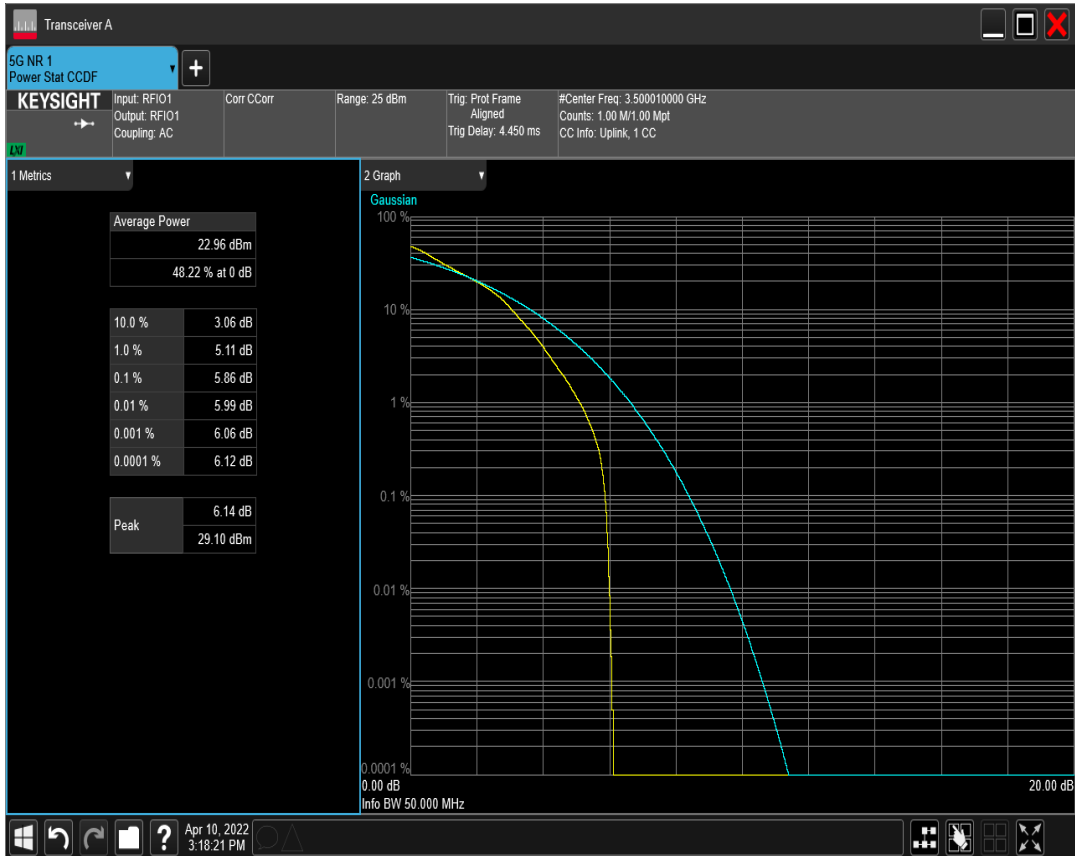 Transceiver A
5G NR 1
Power Stat CCDF
KEYSIGHT
LXI
Input: RFIO1
Output: RFIO1
Coupling: AC
Corr CCorr
Range: 25 dBm
Trig: Prot Frame
Aligned
Trig Delay: 4.450 ms
#Center Freq: 3.500010000 GHz
Counts: 1.00 M/1.00 Mpt
CC Info: Uplink, 1 CC
1 Metrics
Average Power
22.96 dBm
48.22 % at 0 dB
10.0 % 3.06 dB
1.0 % 5.11 dB
0.1 % 5.86 dB
0.01 % 5.99 dB
0.001 % 6.06 dB
0.0001 % 6.12 dB
Peak
6.14 dB
29.10 dBm
2 Graph
Gaussian
100 %
10 %
1 %
0.1 %
0.01 %
0.001 %
0.0001 %
0.00 dB 20.00 dB
Info BW 50.000 MHz
?
Apr 10, 2022
3:18:21 PM